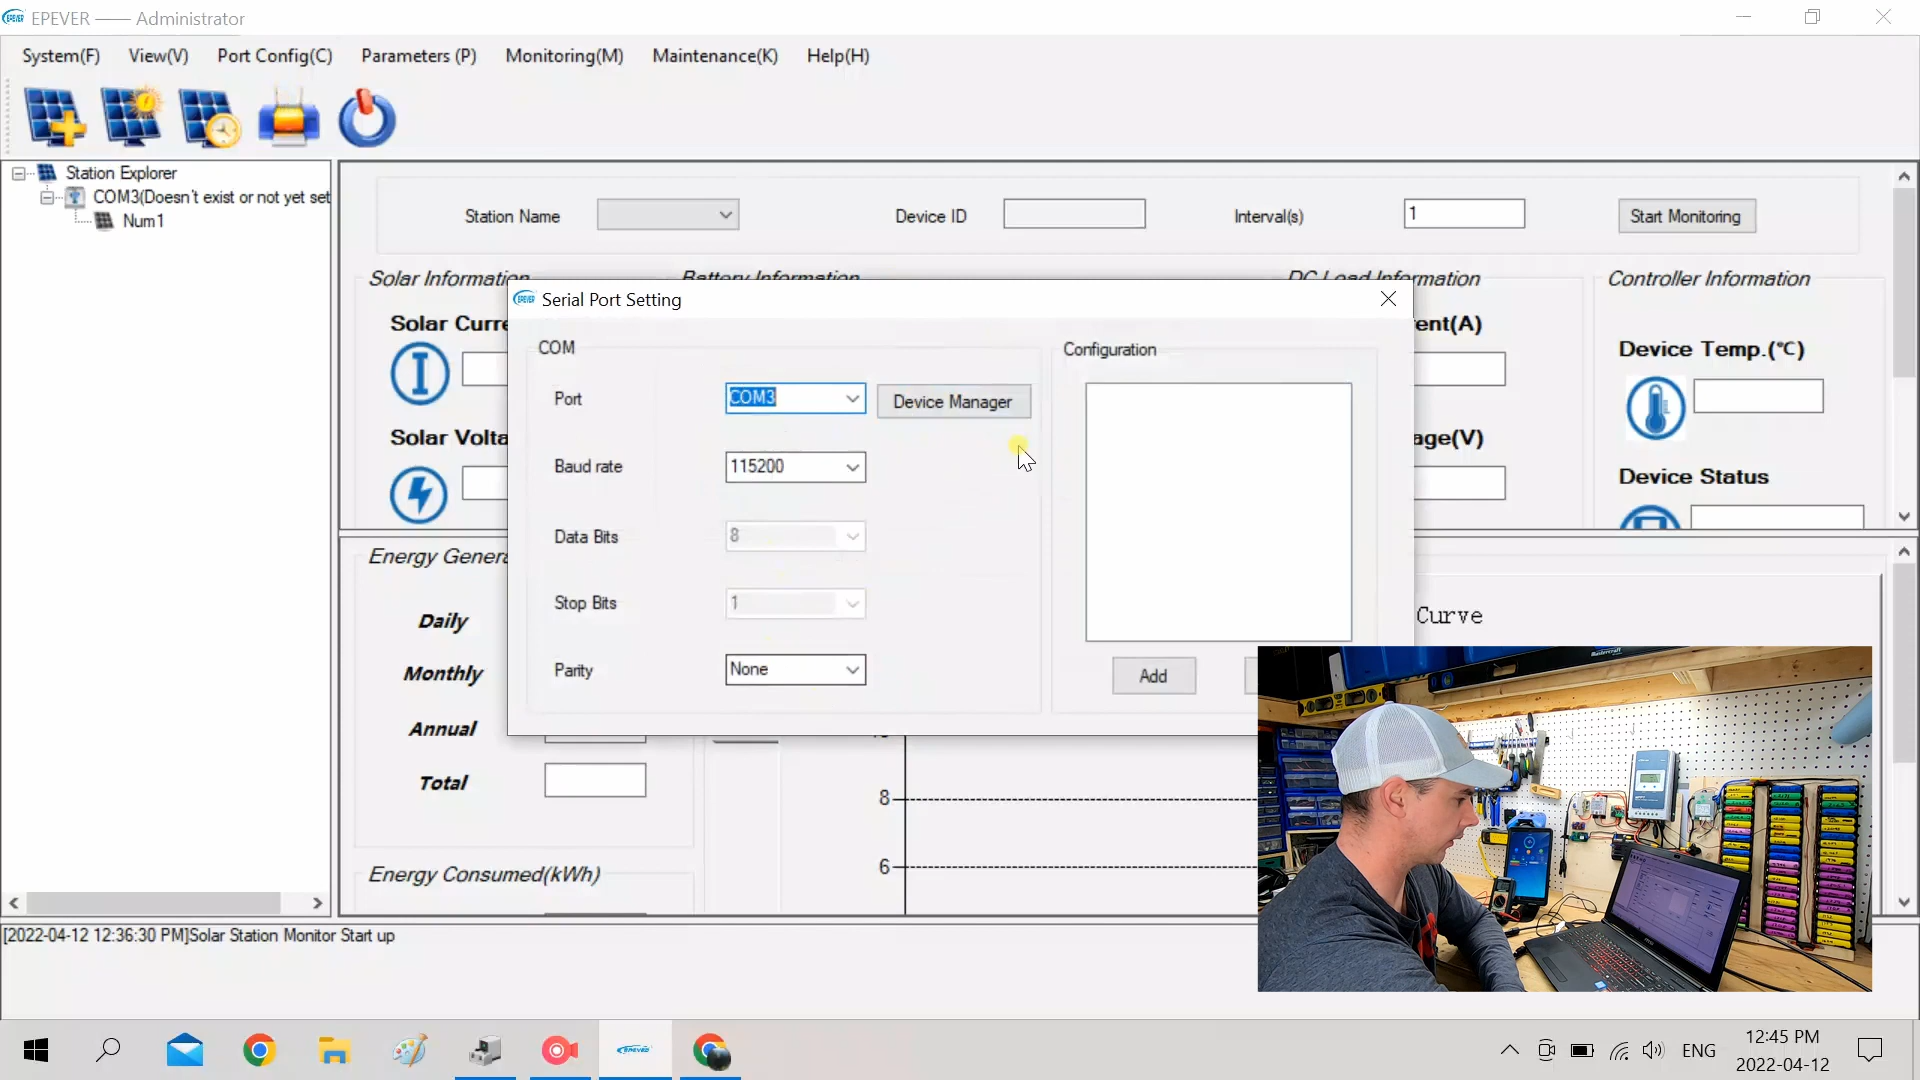 EPEVER —— Administrator
System(F) View(V) Port Config(C) Parameters (P) Monitoring(M) Maintenance(K) Help(H)
Station Explorer
COM3(Doesn't exist or not yet set
Num1
Station Name
Device ID
Interval(s)
1
Start Monitoring
Solar Information
Battery Information
DC Load Information
Controller Information
Solar Curre
ent(A)
Device Temp.(℃)
Solar Volta
age(V)
Device Status
EPEVER
Serial Port Setting
COM
Port
COM3
Device Manager
Baud rate
115200
Data Bits
8
Stop Bits
1
Parity
None
Configuration
Add
Energy Genera
Daily
Monthly
Annual
Total
Curve
8
6
Energy Consumed(kWh)
[2022-04-12 12:36:30 PM]Solar Station Monitor Start up
Mastercraft
EPEVER
ENG
12:45 PM
2022-04-12